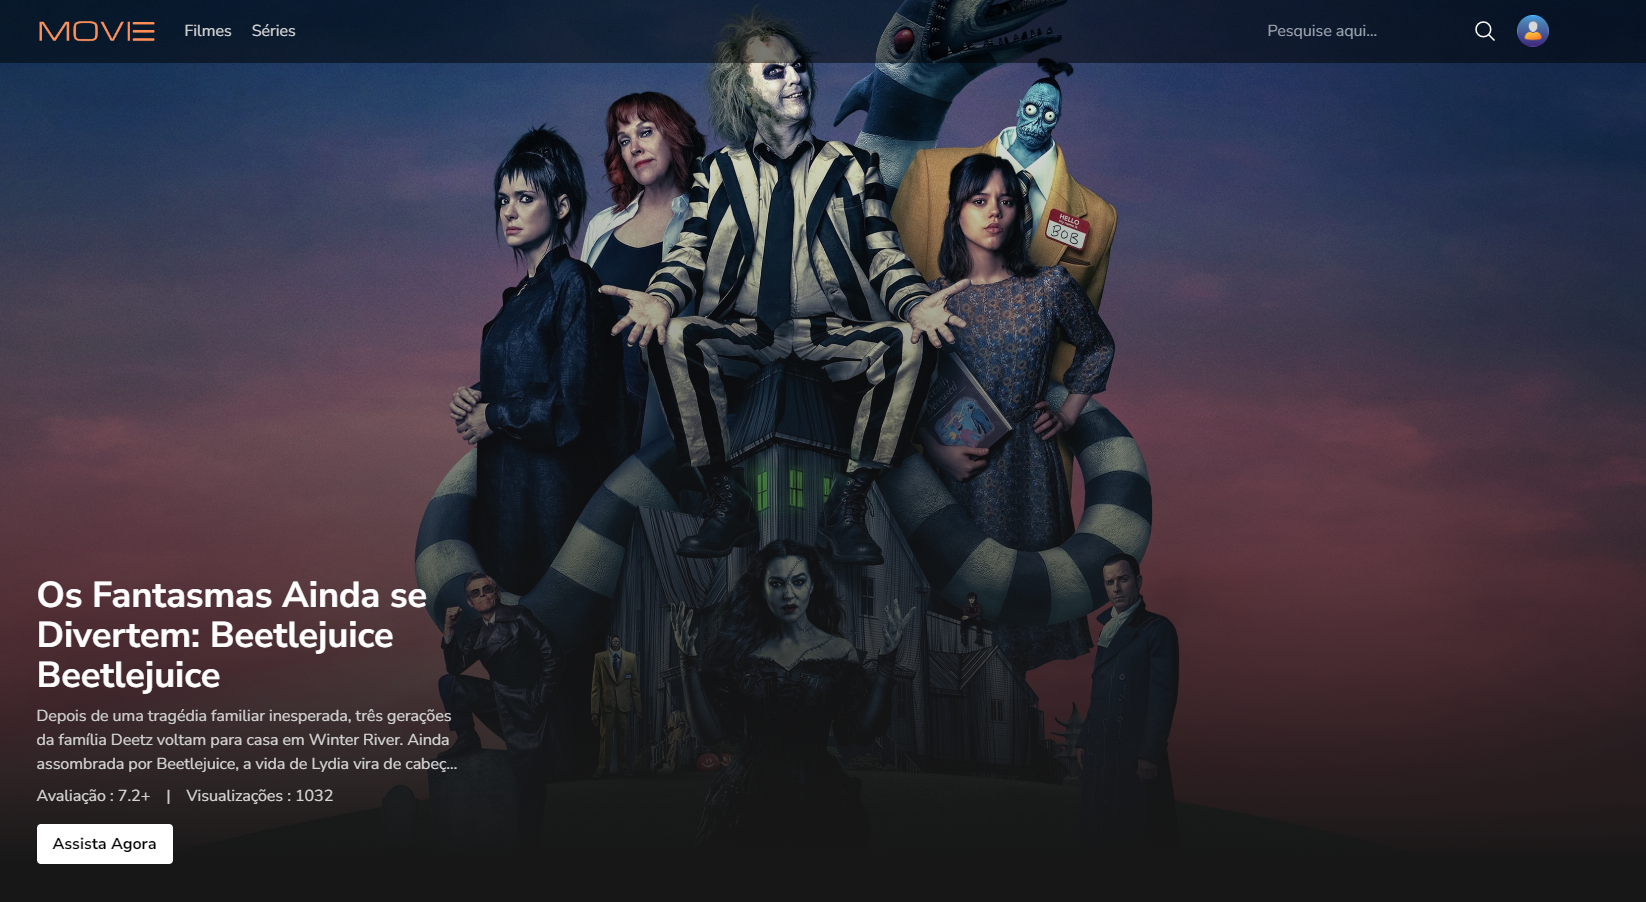 MOVIE Filmes Séries Pesquise aqui...
HELLO
BOB
Os Fantasmas Ainda se
Divertem: Beetlejuice
Beetlejuice
Depois de uma tragédia familiar inesperada, três gerações
da família Deetz voltam para casa em Winter River. Ainda
assombrada por Beetlejuice, a vida de Lydia vira de cabeç...
Avaliação : 7.2+ | Visualizações : 1032
Assista Agora